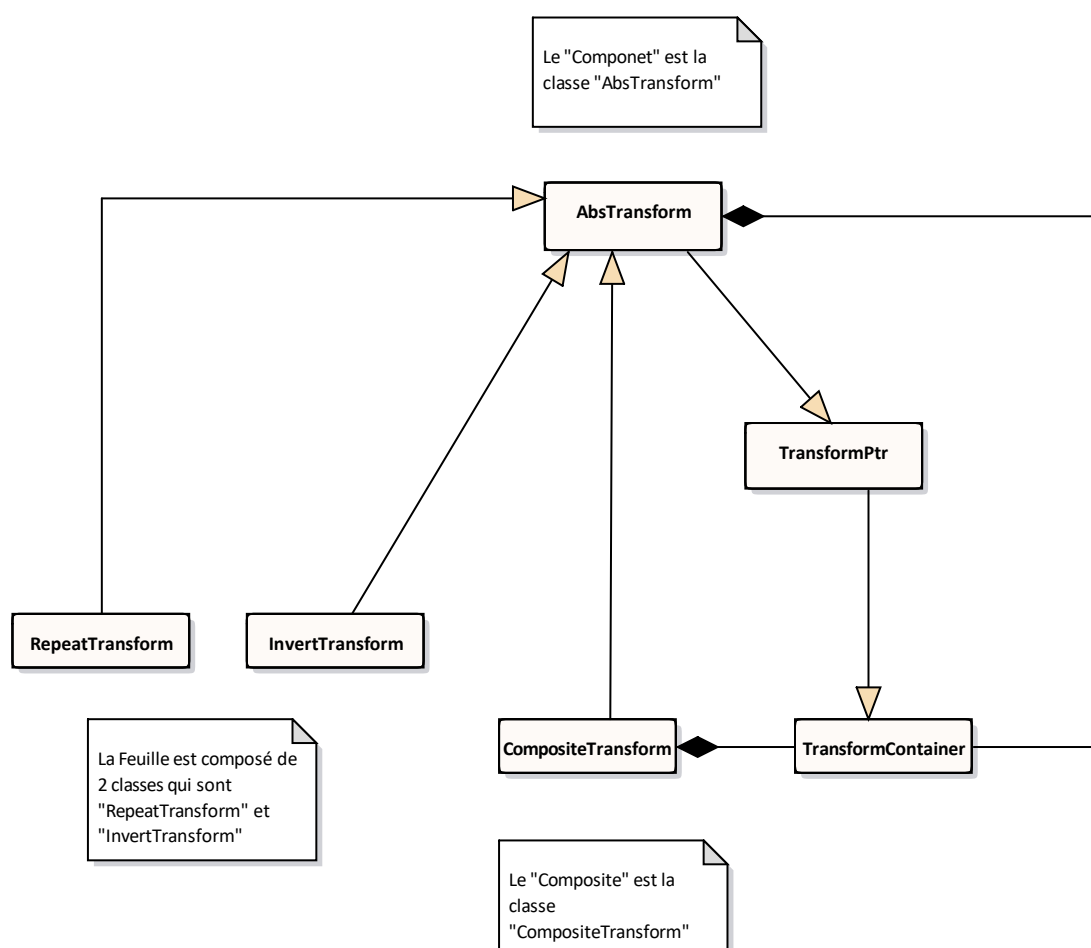 Le "Componet" est la
classe "AbsTransform"
AbsTransform
TransformPtr
RepeatTransform
InvertTransform
CompositeTransform
TransformContainer
La Feuille est composé de
2 classes qui sont
"RepeatTransform" et
"InvertTransform"
Le "Composite" est la
classe
"CompositeTransform"